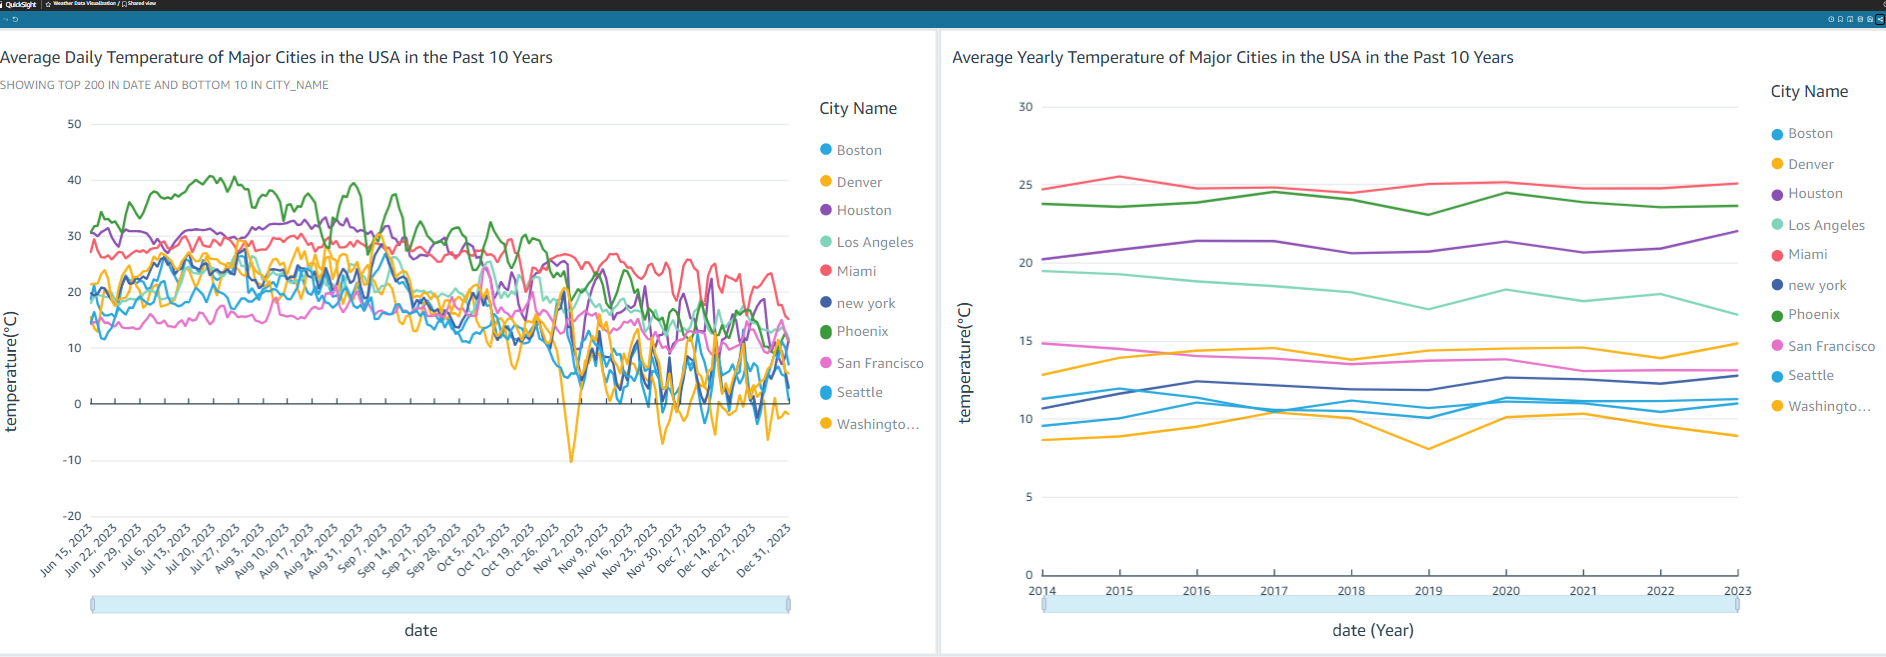 QuickSight
Weather Data Visualization / Shared view
Average Daily Temperature of Major Cities in the USA in the Past 10 Years
SHOWING TOP 200 IN DATE AND BOTTOM 10 IN CITY_NAME
temperature(°C)
50
40
30
20
10
0
-10
-20
Jun 15, 2023
Jun 22, 2023
Jun 29, 2023
Jul 6, 2023
Jul 13, 2023
Jul 20, 2023
Jul 27, 2023
Aug 3, 2023
Aug 10, 2023
Aug 17, 2023
Aug 24, 2023
Aug 31, 2023
Sep 7, 2023
Sep 14, 2023
Sep 21, 2023
Sep 28, 2023
Oct 5, 2023
Oct 12, 2023
Oct 19, 2023
Oct 26, 2023
Nov 2, 2023
Nov 9, 2023
Nov 16, 2023
Nov 23, 2023
Nov 30, 2023
Dec 7, 2023
Dec 14, 2023
Dec 21, 2023
Dec 31, 2023
date
City Name
Boston
Denver
Houston
Los Angeles
Miami
new york
Phoenix
San Francisco
Seattle
Washingto...
Average Yearly Temperature of Major Cities in the USA in the Past 10 Years
temperature(°C)
30
25
20
15
10
5
0
2014
2015
2016
2017
2018
2019
2020
2021
2022
2023
date (Year)
City Name
Boston
Denver
Houston
Los Angeles
Miami
new york
Phoenix
San Francisco
Seattle
Washingto...